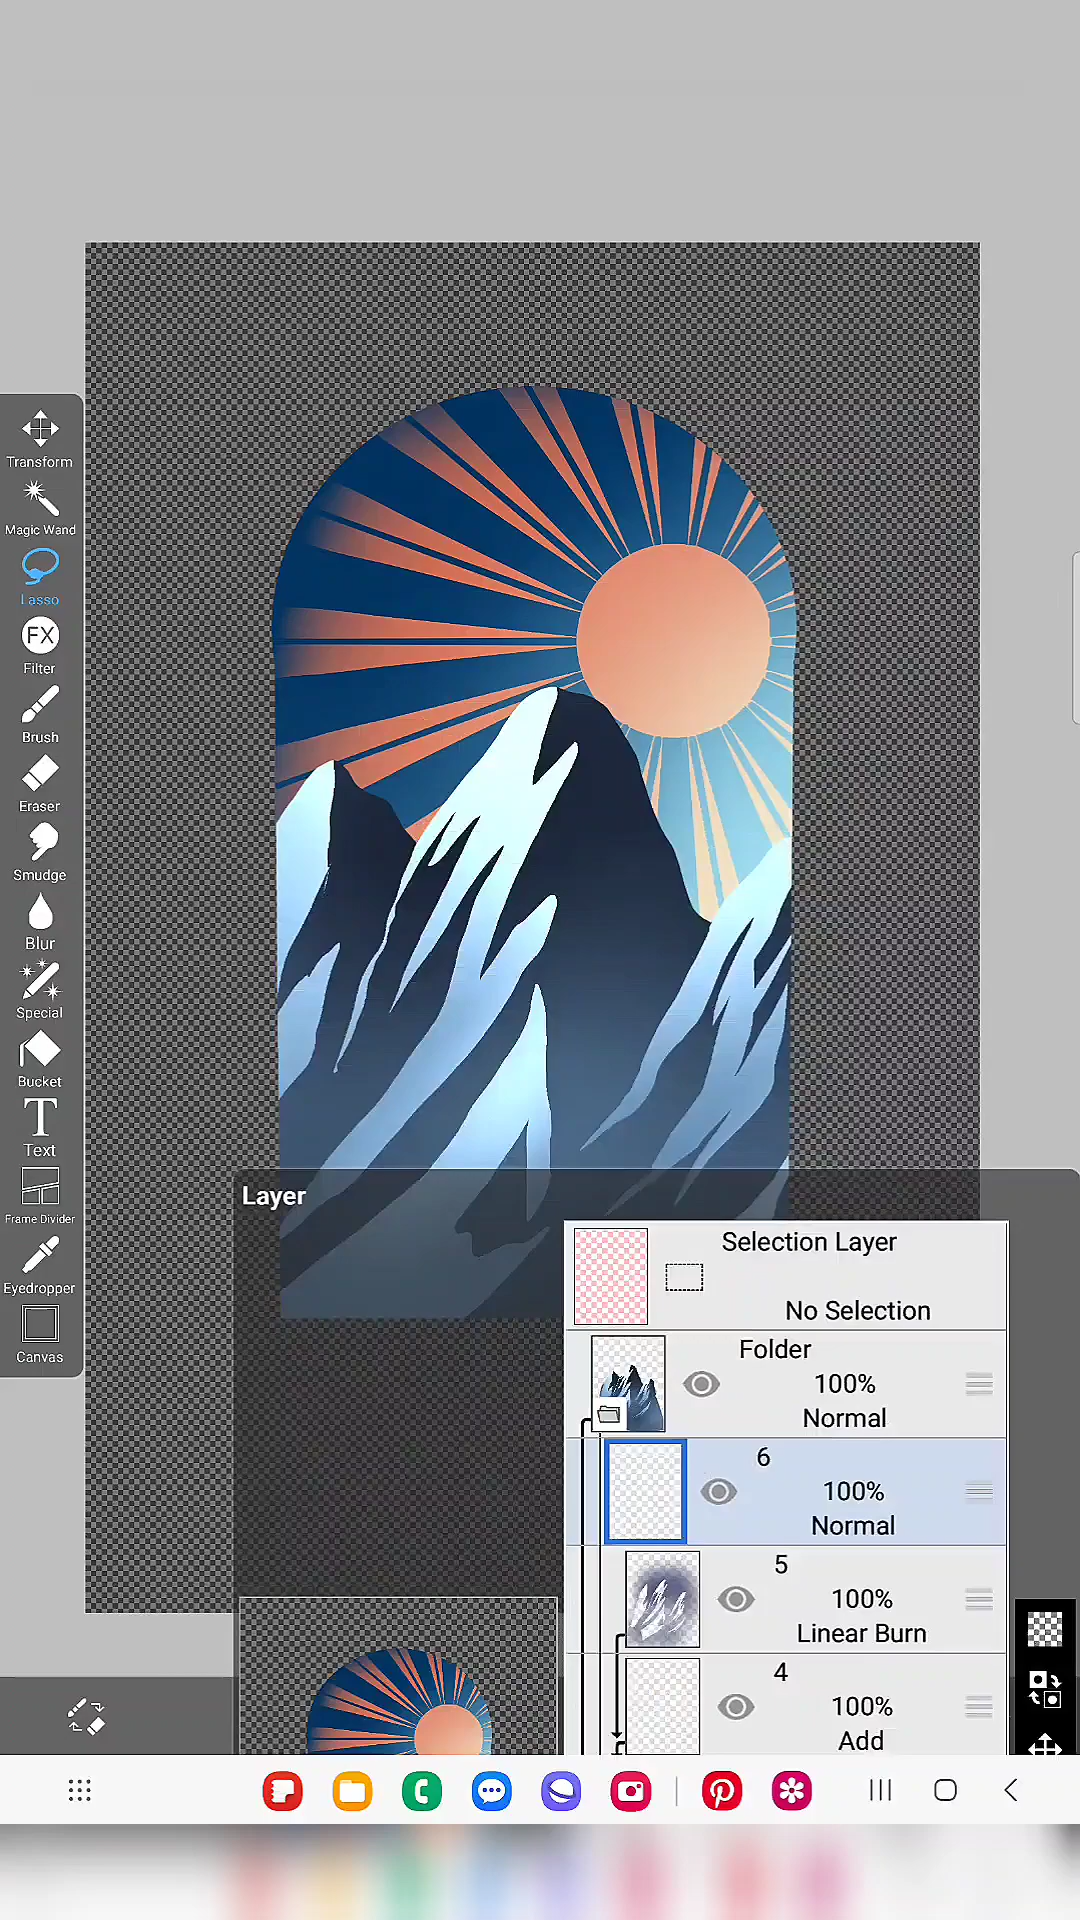 Transform
Magic Wand
Lasso
FX
Filter
Brush
Eraser
Smudge
Blur
Special
Bucket
T
Text
Frame Divider
Eyedropper
Canvas
Layer
Selection Layer
No Selection
Folder
100%
Normal
6
100%
Normal
5
100%
Linear Burn
4
100%
Add